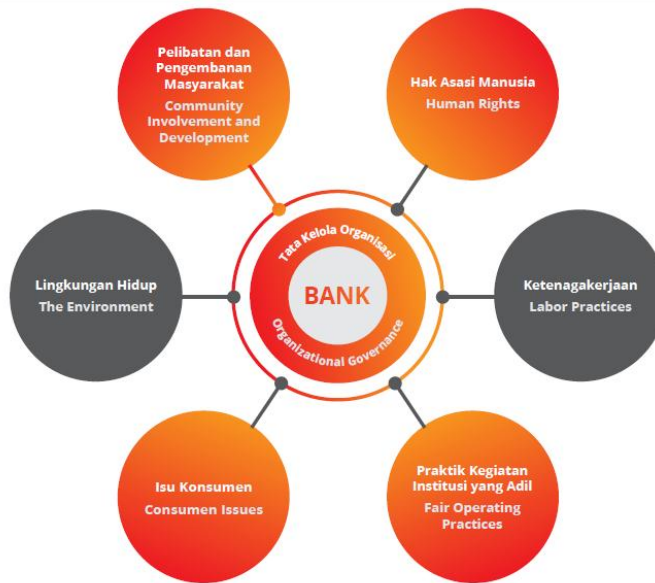 Pelibatan dan
Pengembanan
Masyarakat
Community
Involvement and
Development
Hak Asasi Manusia
Human Rights
Lingkungan Hidup
The Environment
Tata Kelola Organisasi
BANK
Organizational Governance
Ketenagakerjaan
Labor Practices
Isu Konsumen
Consumen Issues
Praktik Kegiatan
Institusi yang Adil
Fair Operating
Practices